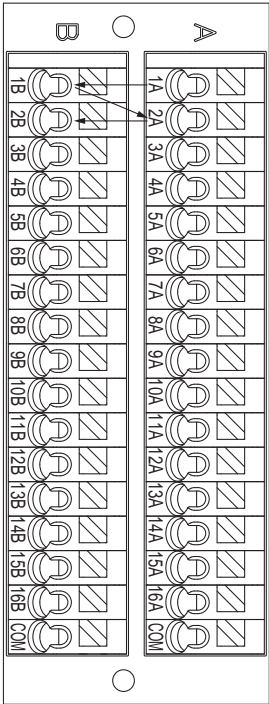 B A
1B 1A
2B 2A
3B 3A
4B 4A
5B 5A
6B 6A
7B 7A
8B 8A
9B 9A
10B 10A
11B 11A
12B 12A
13B 13A
14B 14A
15B 15A
16B 16A
COM COM